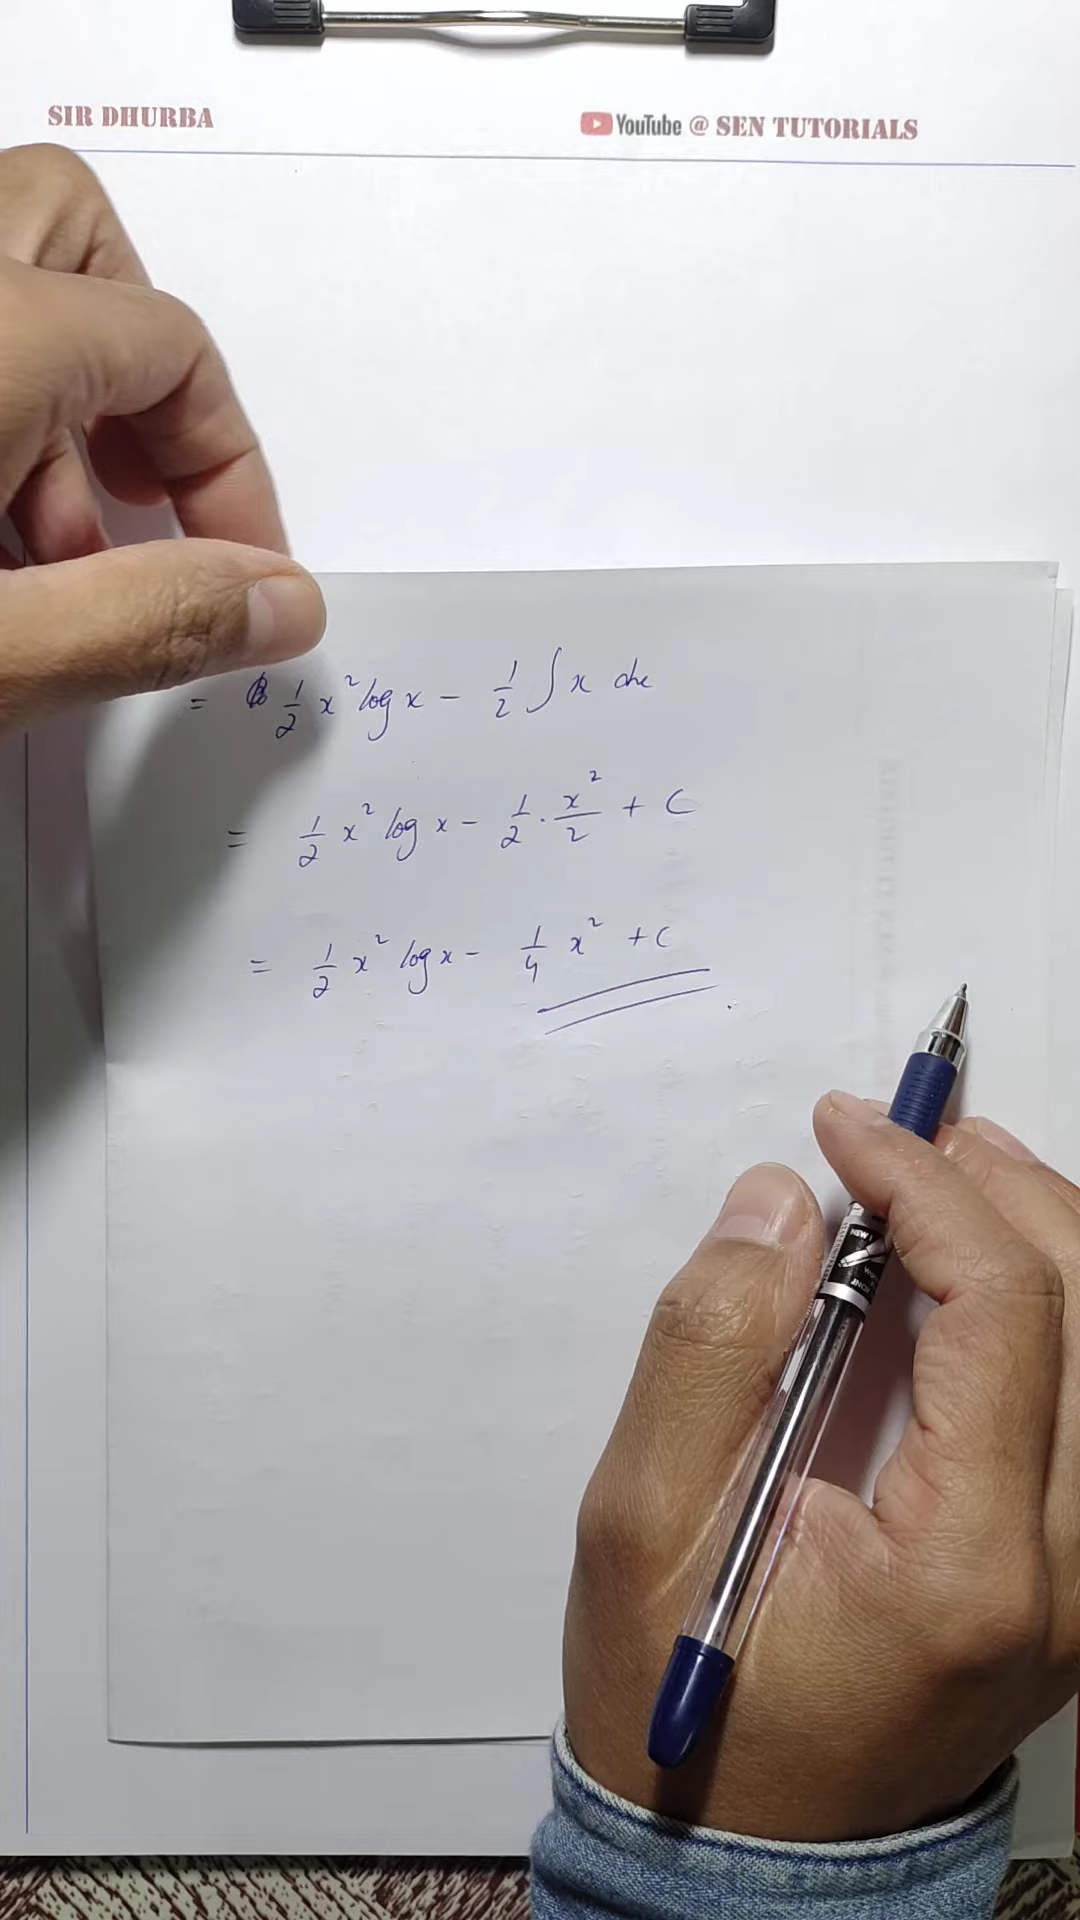 SIR DHURBA
YouTube @ SEN TUTORIALS
= 1/2 x² log x - 1/2 ∫ x dx
= 1/2 x² log x - 1/2 · x²/2 + C
= 1/2 x² log x - 1/4 x² + C
NEW